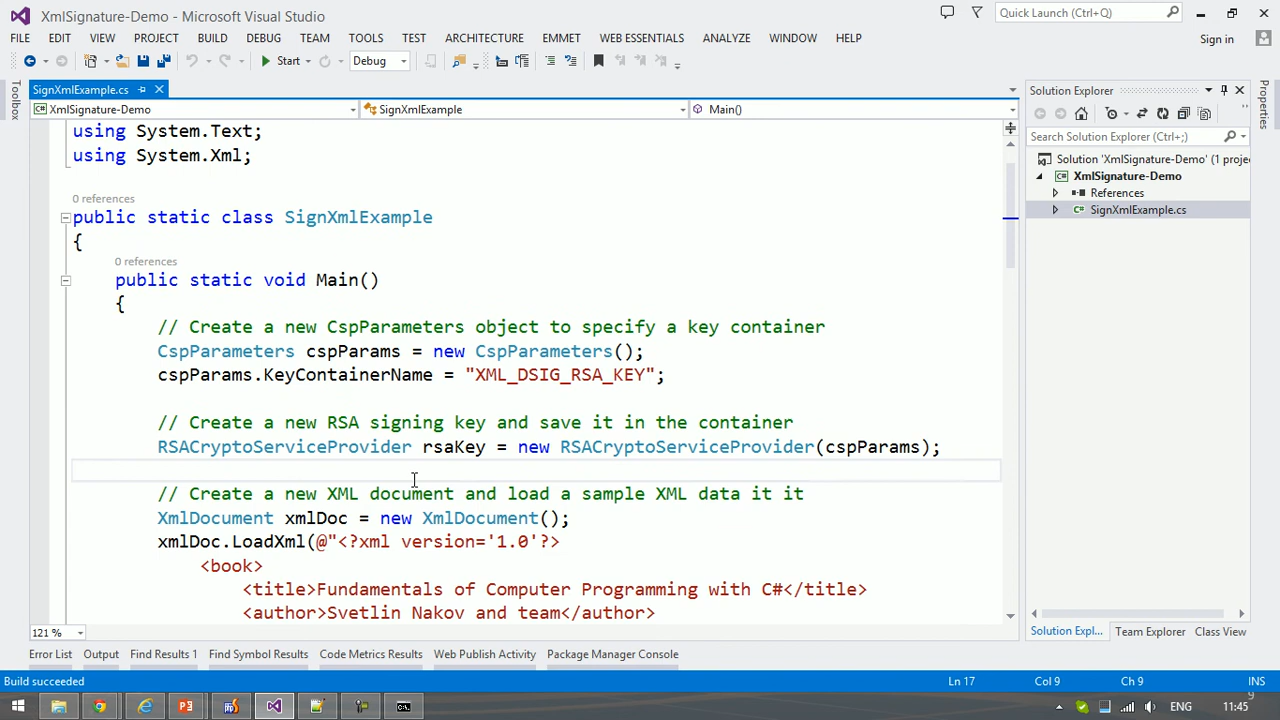 XmlSignature-Demo - Microsoft Visual Studio
Quick Launch (Ctrl+Q)
FILE EDIT VIEW PROJECT BUILD DEBUG TEAM TOOLS TEST ARCHITECTURE EMMET WEB ESSENTIALS ANALYZE WINDOW HELP
Sign in
Start Debug
Toolbox
SignXmlExample.cs
XmlSignature-Demo SignXmlExample Main()
using System.Text;
using System.Xml;
0 references
public static class SignXmlExample
{
0 references
public static void Main()
{
// Create a new CspParameters object to specify a key container
CspParameters cspParams = new CspParameters();
cspParams.KeyContainerName = "XML_DSIG_RSA_KEY";
// Create a new RSA signing key and save it in the container
RSACryptoServiceProvider rsaKey = new RSACryptoServiceProvider(cspParams);
// Create a new XML document and load a sample XML data it it
XmlDocument xmlDoc = new XmlDocument();
xmlDoc.LoadXml(@"<?xml version='1.0'?>
<book>
<title>Fundamentals of Computer Programming with C#</title>
<author>Svetlin Nakov and team</author>
121 %
Solution Explorer
Search Solution Explorer (Ctrl+;)
Solution 'XmlSignature-Demo' (1 projec
XmlSignature-Demo
References
SignXmlExample.cs
Solution Expl... Team Explorer Class View
Properties
Error List Output Find Results 1 Find Symbol Results Code Metrics Results Web Publish Activity Package Manager Console
Build succeeded Ln 17 Col 9 Ch 9 INS
9
ENG 11:45